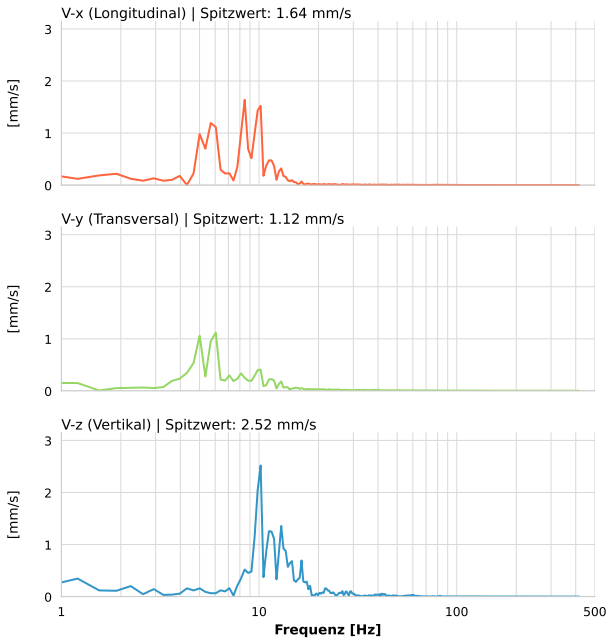 V-x (Longitudinal) | Spitzwert: 1.64 mm/s
3
2
1
0
[mm/s]
V-y (Transversal) | Spitzwert: 1.12 mm/s
3
2
1
0
[mm/s]
V-z (Vertikal) | Spitzwert: 2.52 mm/s
3
2
1
0
[mm/s]
1 10 100 500
Frequenz [Hz]